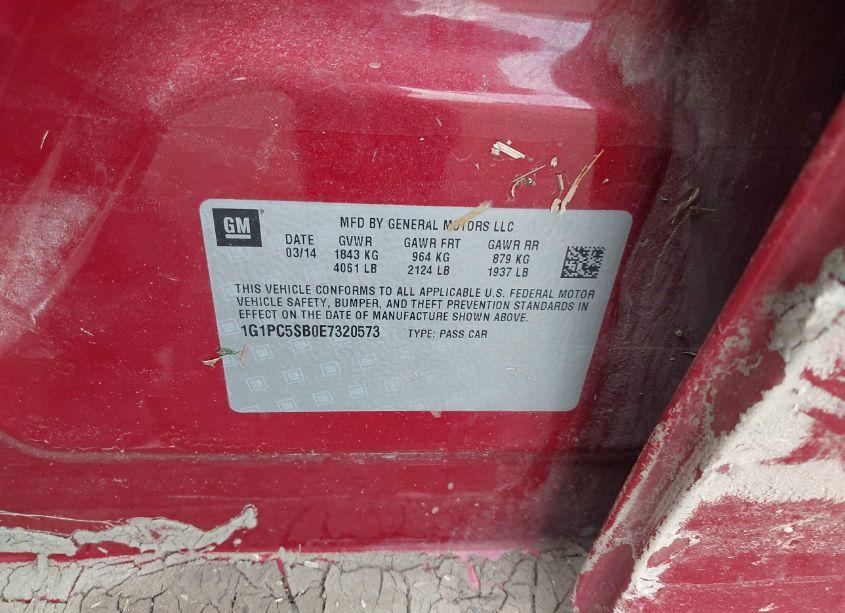 GM
MFD BY GENERAL MOTORS LLC
DATE GVWR GAWR FRT GAWR RR
03/14 1843 KG 964 KG 879 KG
4061 LB 2124 LB 1937 LB
THIS VEHICLE CONFORMS TO ALL APPLICABLE U.S. FEDERAL MOTOR
VEHICLE SAFETY, BUMPER, AND THEFT PREVENTION STANDARDS IN
EFFECT ON THE DATE OF MANUFACTURE SHOWN ABOVE.
1G1PC5SB0E7320573 TYPE: PASS CAR